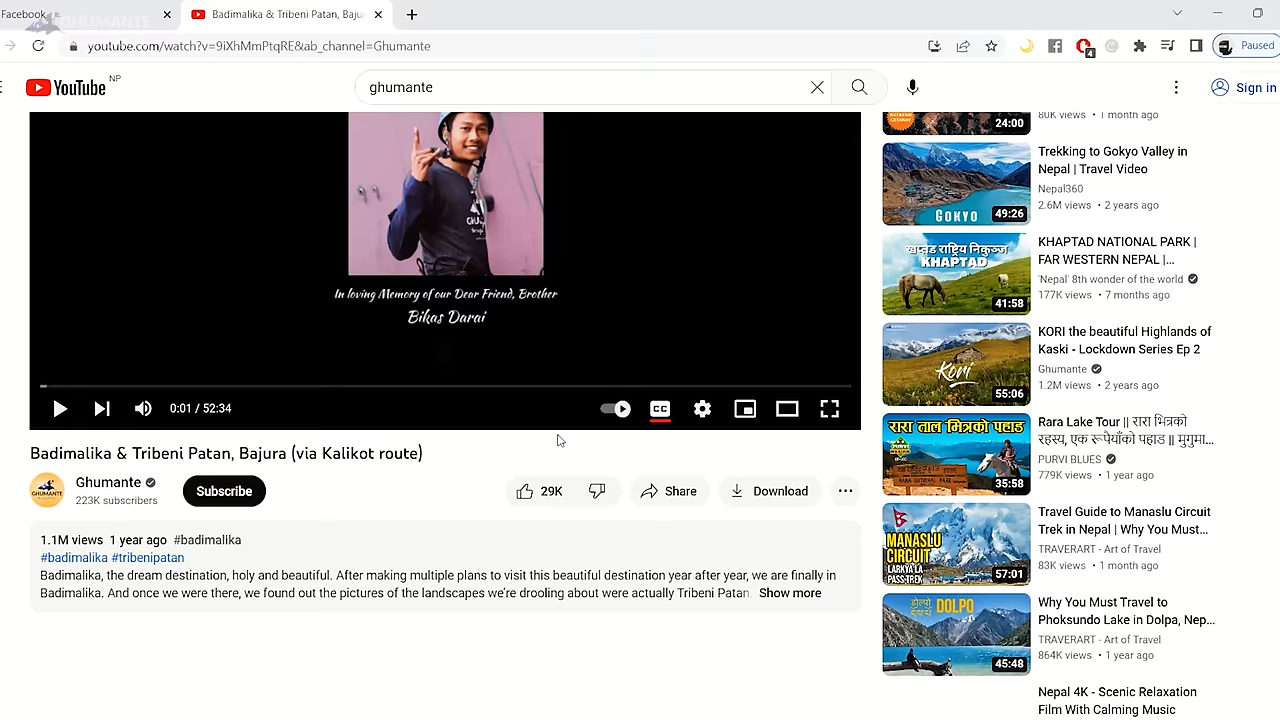 Facebook
GHUMANTE
Badimalika & Tribeni Patan, Baju
youtube.com/watch?v=9iXhMmPtqRE&ab_channel=Ghumante
4
Paused
YouTube NP
ghumante
Sign in
In loving Memory of our Dear Friend, Brother
Bikas Darai
0:01 / 52:34
CC
Badimalika & Tribeni Patan, Bajura (via Kalikot route)
GHUMANTE
Ghumante
223K subscribers
Subscribe
29K
Share
Download
1.1M views 1 year ago #badimalika
#badimalika #tribenipatan
Badimalika, the dream destination, holy and beautiful. After making multiple plans to visit this beautiful destination year after year, we are finally in
Badimalika. And once we were there, we found out the pictures of the landscapes we're drooling about were actually Tribeni Patan. Show more
24:00
80K views • 1 month ago
GOKYO
49:26
Trekking to Gokyo Valley in
Nepal | Travel Video
Nepal360
2.6M views • 2 years ago
खप्तड राष्ट्रिय निकुञ्ज
KHAPTAD
41:58
KHAPTAD NATIONAL PARK |
FAR WESTERN NEPAL |...
'Nepal' 8th wonder of the world
177K views • 7 months ago
Kori
55:06
KORI the beautiful Highlands of
Kaski - Lockdown Series Ep 2
Ghumante
1.2M views • 2 years ago
रारा ताल भित्रको पहाड
35:58
Rara Lake Tour || रारा भित्रको
रहस्य, एक रूपैयाँको पहाड || मुगुमा...
PURVI BLUES
779K views • 1 year ago
MANASLU
CIRCUIT
LARKYA LA
PASS TREK
57:01
Travel Guide to Manaslu Circuit
Trek in Nepal | Why You Must...
TRAVERART - Art of Travel
83K views • 1 month ago
डोल्पो DOLPO
45:48
Why You Must Travel to
Phoksundo Lake in Dolpa, Nep...
TRAVERART - Art of Travel
864K views • 1 year ago
Nepal 4K - Scenic Relaxation
Film With Calming Music